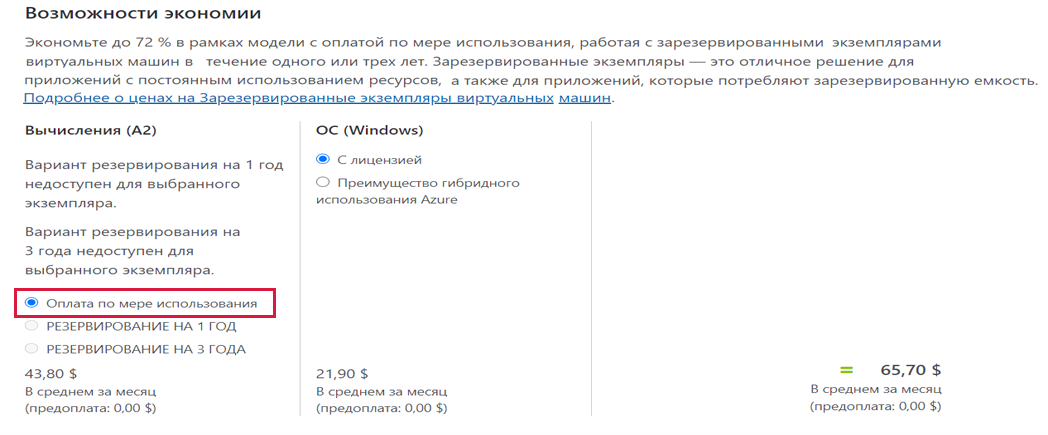 Возможности экономии
Экономьте до 72 % в рамках модели с оплатой по мере использования, работая с зарезервированными экземплярами
виртуальных машин в течение одного или трех лет. Зарезервированные экземпляры — это отличное решение для
приложений с постоянным использованием ресурсов, а также для приложений, которые потребляют зарезервированную емкость.
Подробнее о ценах на Зарезервированные экземпляры виртуальных машин.
Вычисления (A2)
Вариант резервирования на 1 год
недоступен для выбранного
экземпляра.
Вариант резервирования на
3 года недоступен для
выбранного экземпляра.
Оплата по мере использования
РЕЗЕРВИРОВАНИЕ НА 1 ГОД
РЕЗЕРВИРОВАНИЕ НА 3 ГОДА
43,80 $
В среднем за месяц
(предоплата: 0,00 $)
ОС (Windows)
С лицензией
Преимущество гибридного
использования Azure
21,90 $
В среднем за месяц
(предоплата: 0,00 $)
= 65,70 $
В среднем за месяц
(предоплата: 0,00 $)